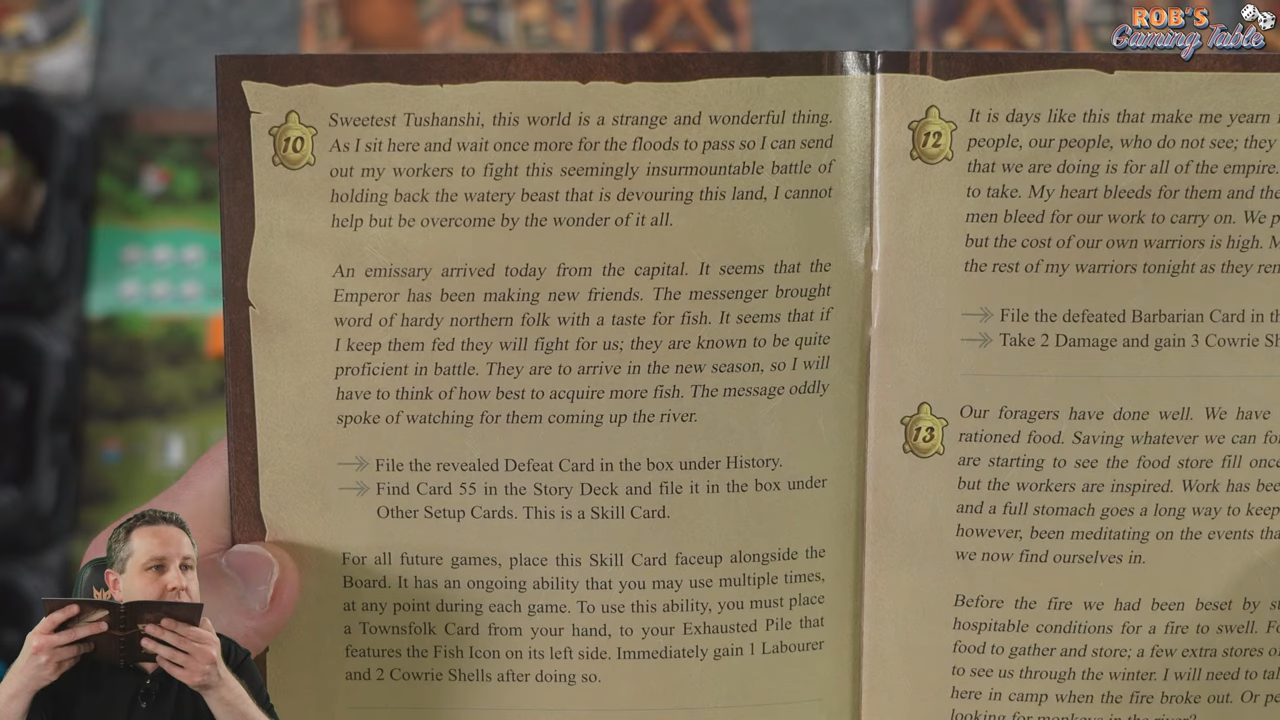 ROB'S
Gaming Table
10
Sweetest Tushanshi, this world is a strange and wonderful thing.
As I sit here and wait once more for the floods to pass so I can send
out my workers to fight this seemingly insurmountable battle of
holding back the watery beast that is devouring this land, I cannot
help but be overcome by the wonder of it all.
An emissary arrived today from the capital. It seems that the
Emperor has been making new friends. The messenger brought
word of hardy northern folk with a taste for fish. It seems that if
I keep them fed they will fight for us; they are known to be quite
proficient in battle. They are to arrive in the new season, so I will
have to think of how best to acquire more fish. The message oddly
spoke of watching for them coming up the river.
File the revealed Defeat Card in the box under History.
Find Card 55 in the Story Deck and file it in the box under
Other Setup Cards. This is a Skill Card.
For all future games, place this Skill Card faceup alongside the
Board. It has an ongoing ability that you may use multiple times,
at any point during each game. To use this ability, you must place
a Townsfolk Card from your hand, to your Exhausted Pile that
features the Fish Icon on its left side. Immediately gain 1 Labourer
and 2 Cowrie Shells after doing so.
12
It is days like this that make me yearn
people, our people, who do not see; they
that we are doing is for all of the empire.
to take. My heart bleeds for them and the
men bleed for our work to carry on. We
but the cost of our own warriors is high.
the rest of my warriors tonight as they
File the defeated Barbarian Card in
Take 2 Damage and gain 3 Cowrie
13
Our foragers have done well. We have
rationed food. Saving whatever we can
are starting to see the food store fill
but the workers are inspired. Work has
and a full stomach goes a long way to keep
however, been meditating on the events
we now find ourselves in.
Before the fire we had been beset by
hospitable conditions for a fire to swell.
food to gather and store; a few extra stores
to see us through the winter. I will need to
here in camp when the fire broke out. Or
looking for monkeys in the river?